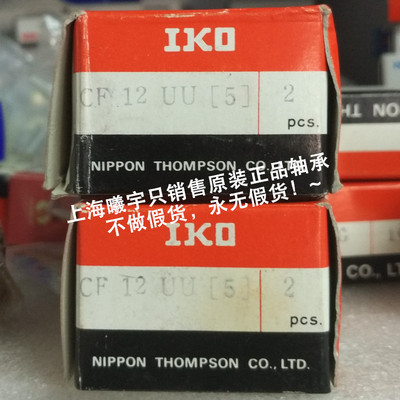 IKO
CF 12 UU [5] 2
pcs.
NIPPON THOMPSON CO., LTD.
上海曦宇只销售原装正品轴承
不做假货，永无假货！~
IKO
CF 12 UU [5] 2
pcs.
NIPPON THOMPSON CO., LTD.
CO., LTD.